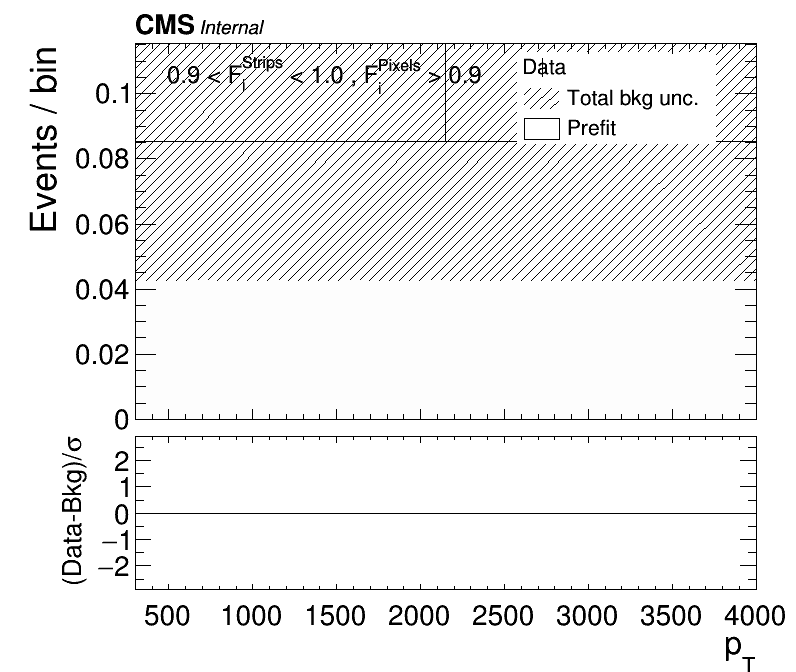 CMS Internal
Events / bin
0.9 < F_i^Strips < 1.0 , F_i^Pixels > 0.9
Data
Total bkg unc.
Prefit
0.1
0.08
0.06
0.04
0.02
0
(Data-Bkg)/σ
2
1
0
−1
−2
500 1000 1500 2000 2500 3000 3500 4000
p_T